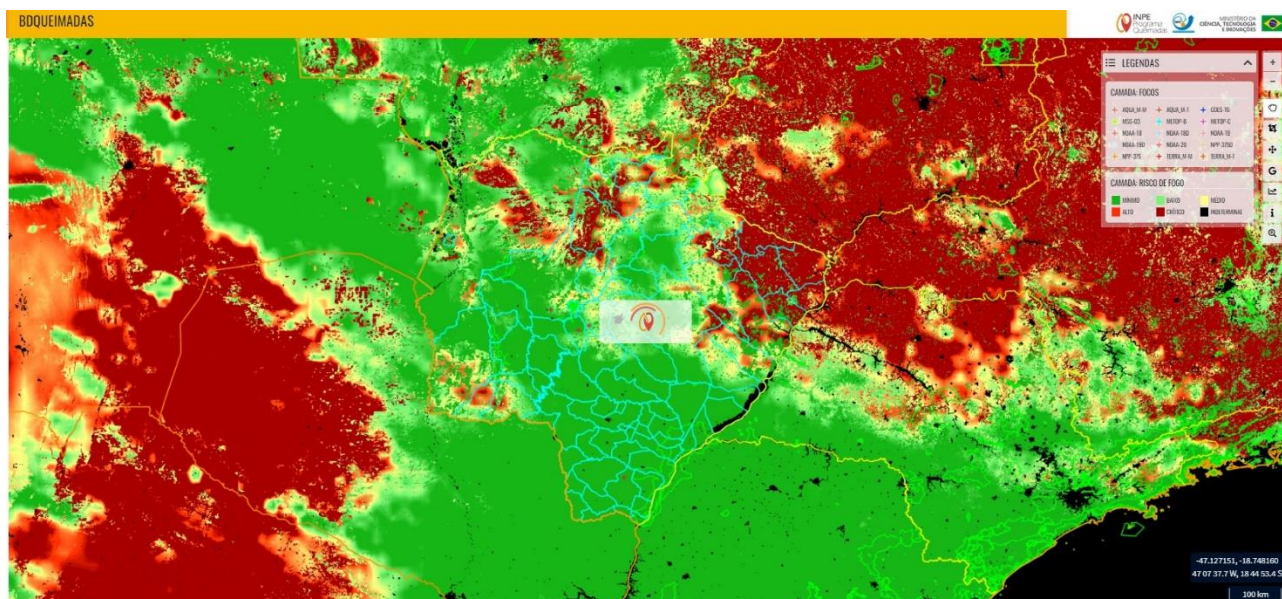 BDQUEIMADAS
INPE
Programa
Queimadas
MINISTÉRIO DA
CIÊNCIA, TECNOLOGIA
E INOVAÇÕES
LEGENDAS
CAMADA: FOCOS
AQUA_M-M AQUA_M-T GOES-16
MSG-03 METOP-B METOP-C
NOAA-18 NOAA-18D NOAA-19
NOAA-19D NOAA-20 NPP-375D
NPP-375 TERRA_M-M TERRA_M-T
CAMADA: RISCO DE FOGO
MÍNIMO BAIXO MÉDIO
ALTO CRÍTICO INDETERMINAD
-47.127151, -18.748160
47 07 37.7 W, 18 44 53.4 S
100 km